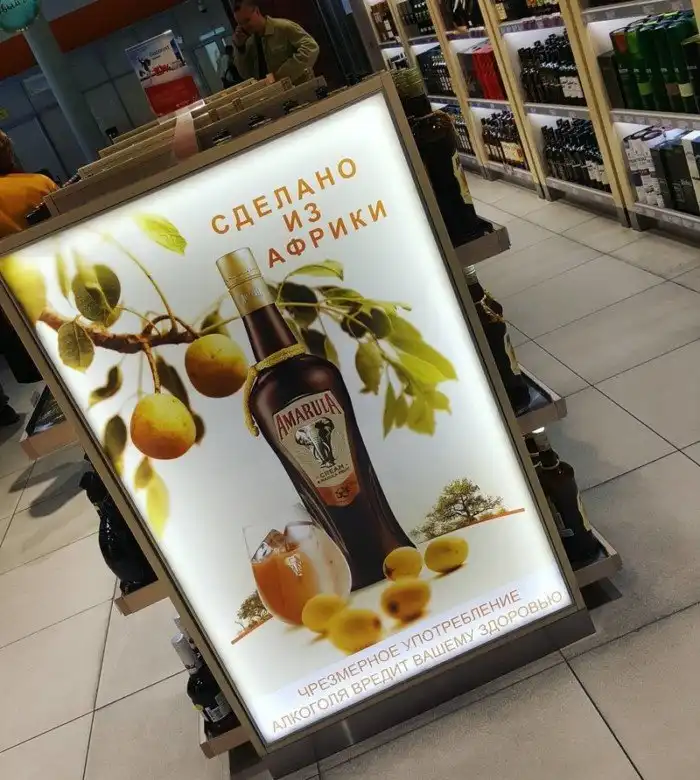 СДЕЛАНО
ИЗ
АФРИКИ
AMARULA
CREAM
ЧРЕЗМЕРНОЕ УПОТРЕБЛЕНИЕ
АЛКОГОЛЯ ВРЕДИТ ВАШЕМУ ЗДОРОВЬЮ